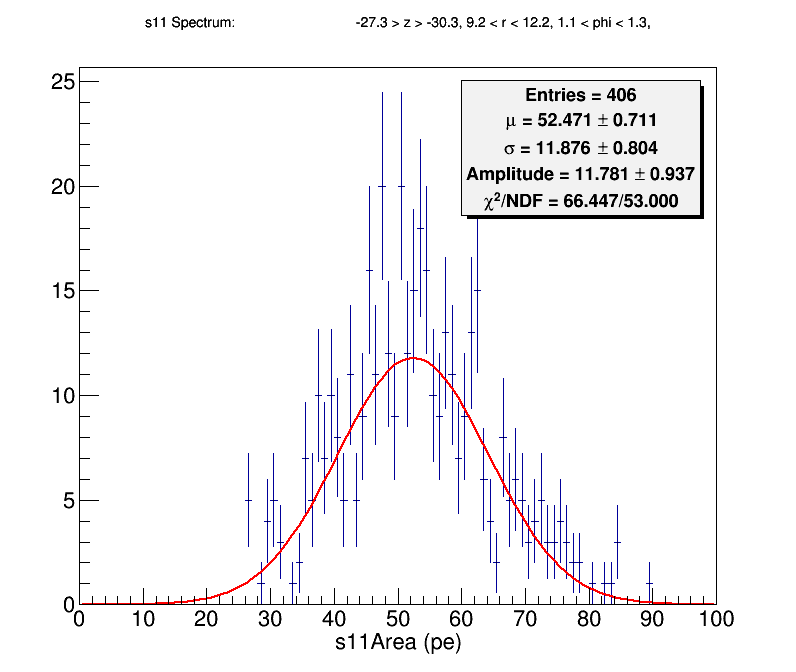 s11 Spectrum: -27.3 > z > -30.3, 9.2 < r < 12.2, 1.1 < phi < 1.3,
Entries = 406
μ = 52.471 ± 0.711
σ = 11.876 ± 0.804
Amplitude = 11.781 ± 0.937
χ²/NDF = 66.447/53.000
25
20
15
10
5
0
0 10 20 30 40 50 60 70 80 90 100
s11Area (pe)